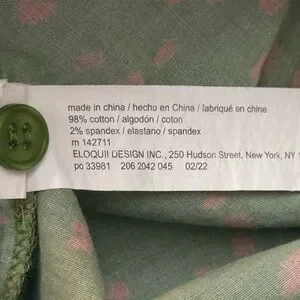 made in china / hecho en China / fabriqué en chine
98% cotton / algodón / coton
2% spandex / elastano / spandex
m 142711
ELOQUII DESIGN INC., 250 Hudson Street, New York, NY 1
po 33981 206 2042 045 02/22